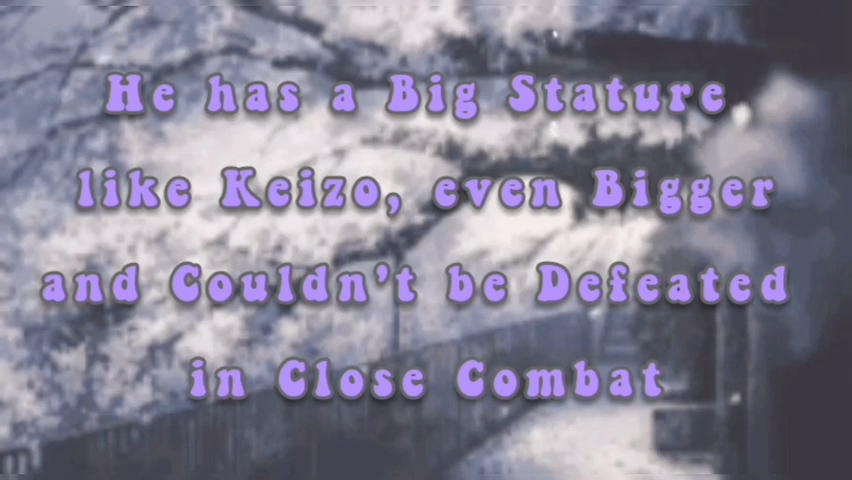 He has a Big Stature
like Keizo, even Bigger
and Couldn't be Defeated
in Close Combat